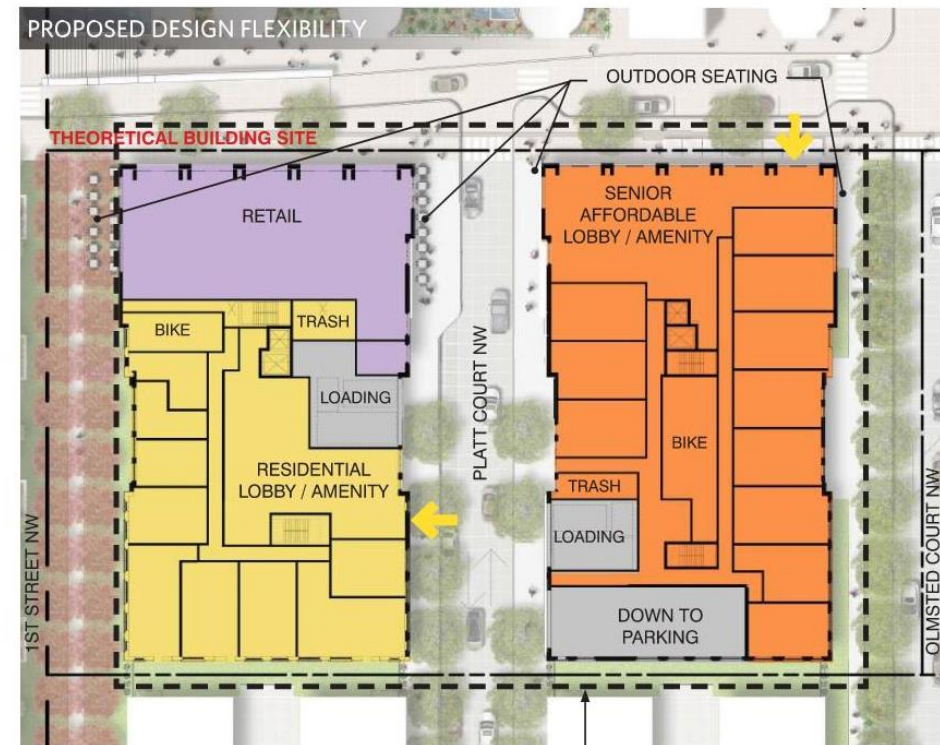 PROPOSED DESIGN FLEXIBILITY
OUTDOOR SEATING
THEORETICAL BUILDING SITE
RETAIL
SENIOR
AFFORDABLE
LOBBY / AMENITY
BIKE
TRASH
LOADING
PLATT COURT NW
BIKE
RESIDENTIAL
LOBBY / AMENITY
TRASH
LOADING
DOWN TO
PARKING
1ST STREET NW
OLMSTED COURT NW